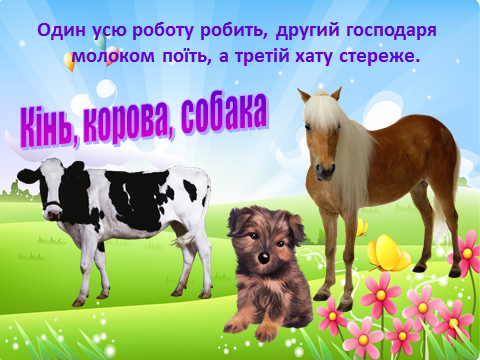 Один усю роботу робить, другий господаря
молоком поїть, а третій хату стереже.
Кінь, корова, собака